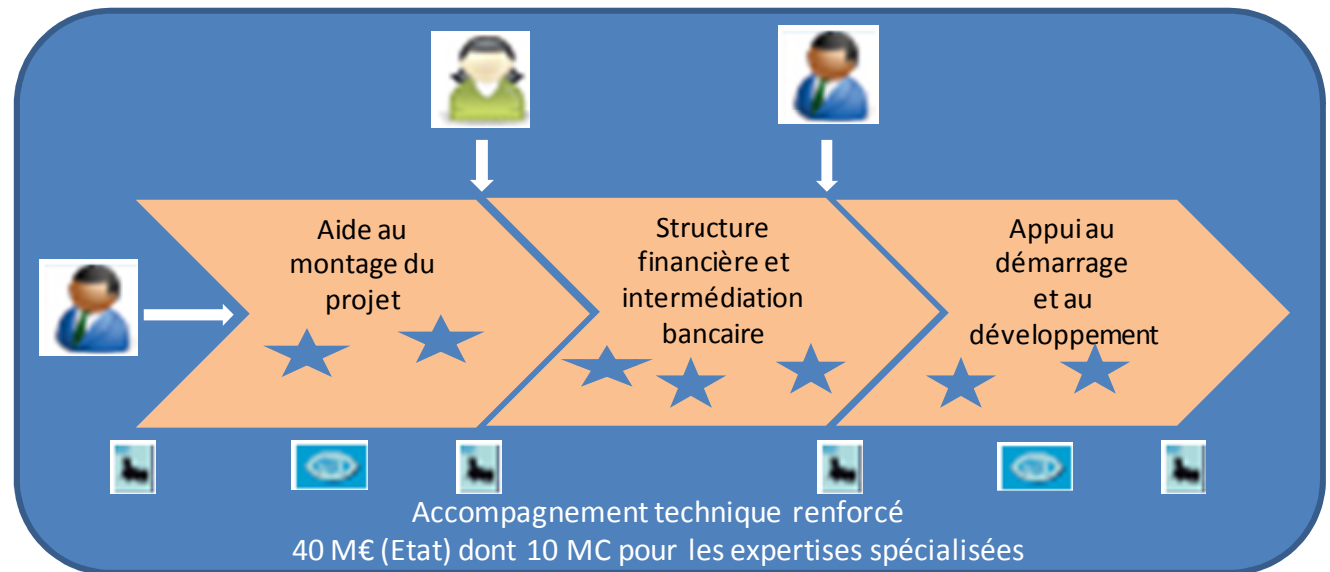 Aide au
montage du
projet
Structure
financière et
intermédiation
bancaire
Appui au
démarrage
et au
développement
Accompagnement technique renforcé
40 M€ (Etat) dont 10 MC pour les expertises spécialisées